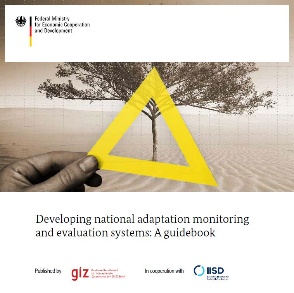 Federal Ministry
for Economic Cooperation
and Development
Developing national adaptation monitoring
and evaluation systems: A guidebook
Published by
giz
In cooperation with
IISD